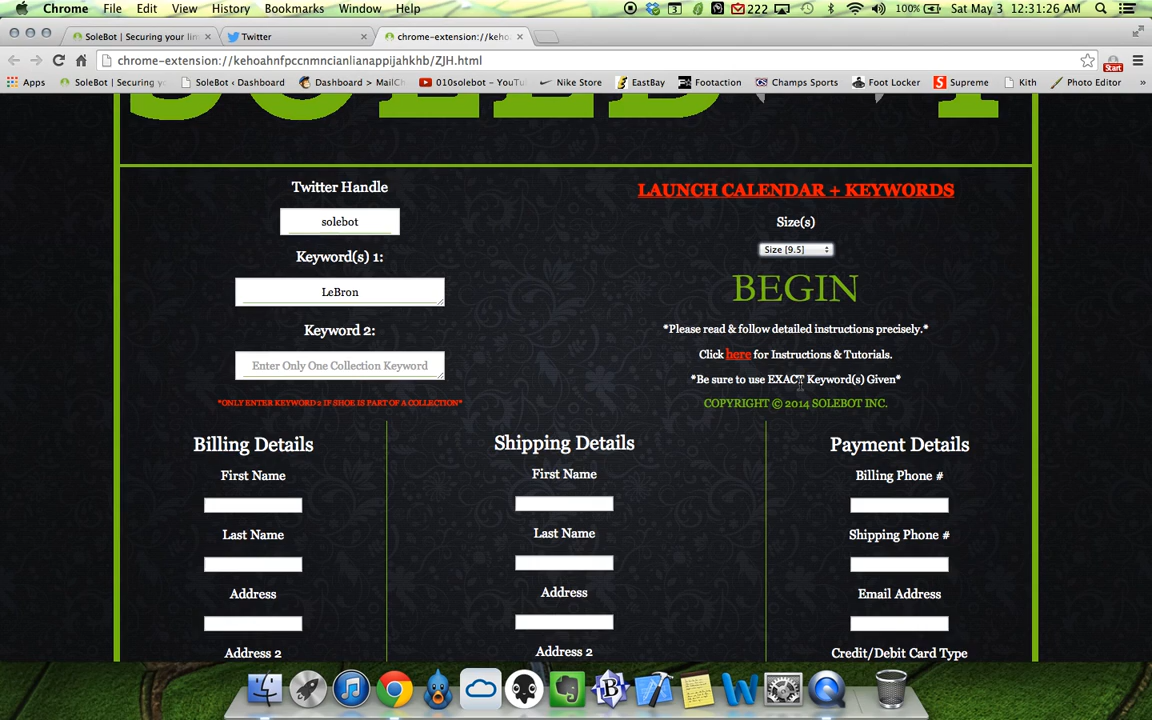 Chrome File Edit View History Bookmarks Window Help 3 222 100% Sat May 3 12:31:26 AM
SoleBot | Securing your lim Twitter chrome-extension://keho
chrome-extension://kehoahnfpccnmncianlianappijahkhb/ZJH.html
Start
Apps SoleBot | Securing yo SoleBot ‹ Dashboard Dashboard > MailCh 010solebot – YouTu Nike Store EastBay Footaction Champs Sports Foot Locker Supreme Kith Photo Editor »
Twitter Handle
LAUNCH CALENDAR + KEYWORDS
solebot
Size(s)
Keyword(s) 1:
Size [9.5]
LeBron
BEGIN
Keyword 2:
*Please read & follow detailed instructions precisely.*
Enter Only One Collection Keyword
Click here for Instructions & Tutorials.
*Be sure to use EXACT Keyword(s) Given*
*ONLY ENTER KEYWORD 2 IF SHOE IS PART OF A COLLECTION*
COPYRIGHT © 2014 SOLEBOT INC.
Billing Details Shipping Details Payment Details
First Name First Name Billing Phone #
Last Name Last Name Shipping Phone #
Address Address Email Address
Address 2 Address 2 Credit/Debit Card Type